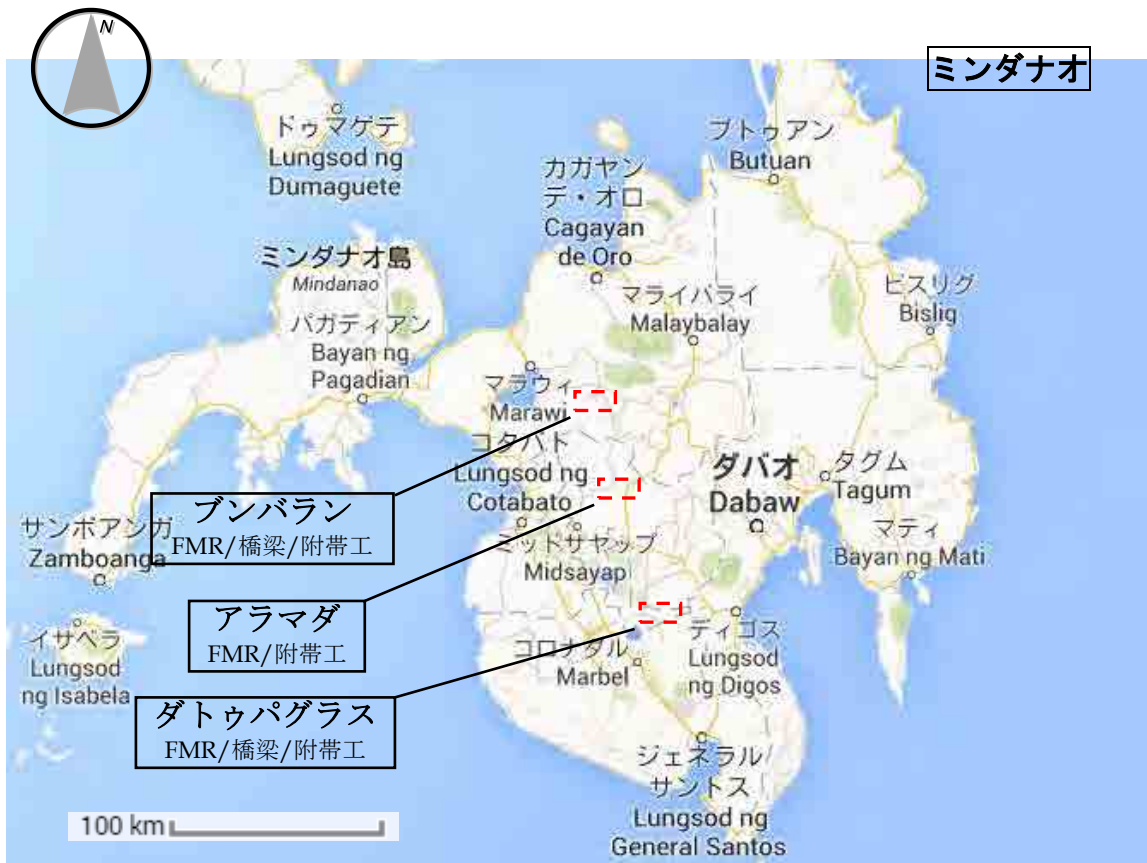 N
ミンダナオ
ドゥマゲテ
Lungsod ng
Dumaguete
ブトゥアン
Butuan
カガヤン
デ・オロ
Cagayan
de Oro
ミンダナオ島
Mindanao
パガディアン
Bayan ng
Pagadian
マライバライ
Malaybalay
ビスリグ
Bislig
マラウィ
Marawi
コタバト
Lungsod ng
Cotabato
ダバオ
Dabaw
タグム
Tagum
ブンバラン
FMR/橋梁/附帯工
サンボアンガ
Zamboanga
ミッドサヤップ
Midsayap
マティ
Bayan ng Mati
アラマダ
FMR/附帯工
イサベラ
Lungsod
ng Isabela
コロナダル
Marbel
ディゴス
Lungsod
ng Digos
ダトゥパグラス
FMR/橋梁/附帯工
ジェネラル
サントス
Lungsod ng
General Santos
100 km